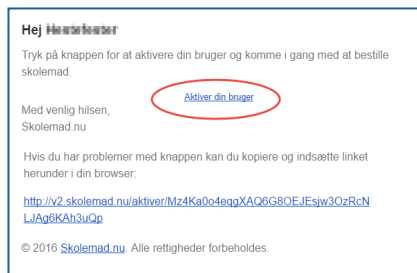 Hej
Tryk på knappen for at aktivere din bruger og komme i gang med at bestille
skolemad.
Aktiver din bruger
Med venlig hilsen,
Skolemad.nu
Hvis du har problemer med knappen kan du kopiere og indsætte linket
herunder i din browser:
http://v2.skolemad.nu/aktiver/Mz4Ka0o4eqgXAQ6G8OEJEsjw3OzRcN
LJAg6KAh3uQp
© 2016 Skolemad.nu. Alle rettigheder forbeholdes.